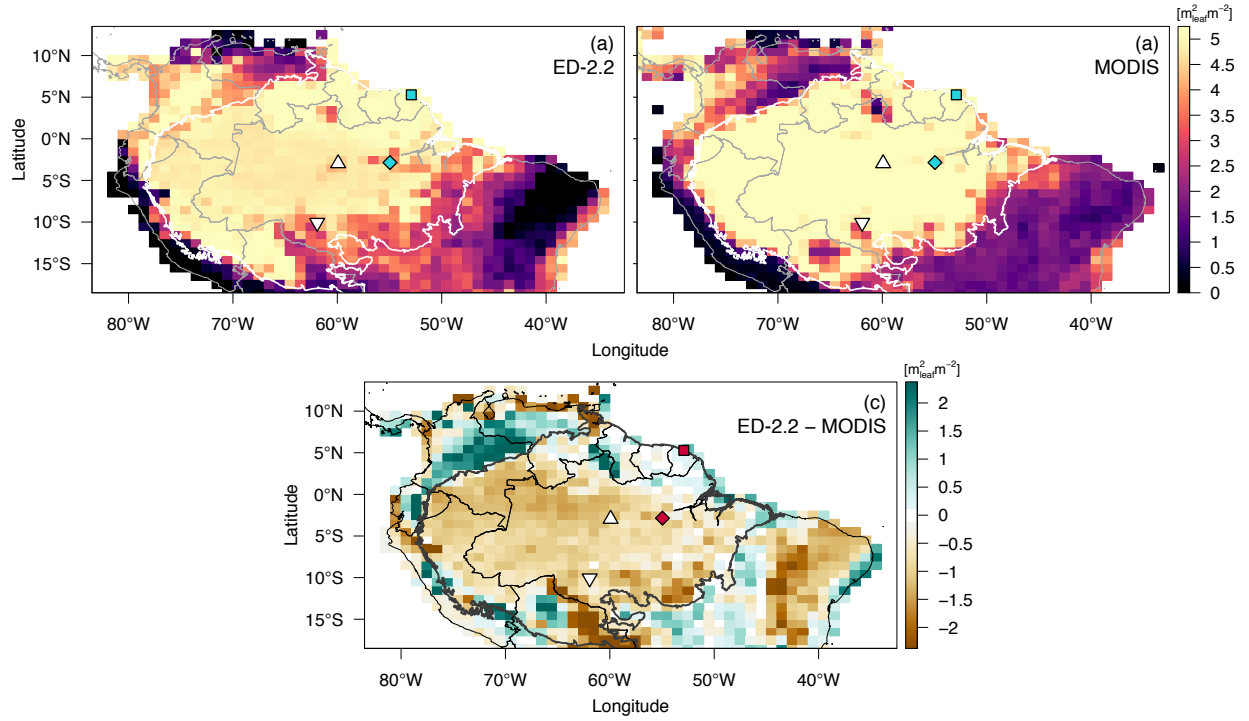 [m²leaf m⁻²]
(a)
ED-2.2
(a)
MODIS
Latitude
10°N
5°N
0°N
5°S
10°S
15°S
5
4.5
4
3.5
3
2.5
2
1.5
1
0.5
0
80°W 70°W 60°W 50°W 40°W
80°W 70°W 60°W 50°W 40°W
Longitude
[m²leaf m⁻²]
(c)
ED-2.2 − MODIS
Latitude
10°N
5°N
0°N
5°S
10°S
15°S
2
1.5
1
0.5
0
−0.5
−1
−1.5
−2
80°W 70°W 60°W 50°W 40°W
Longitude